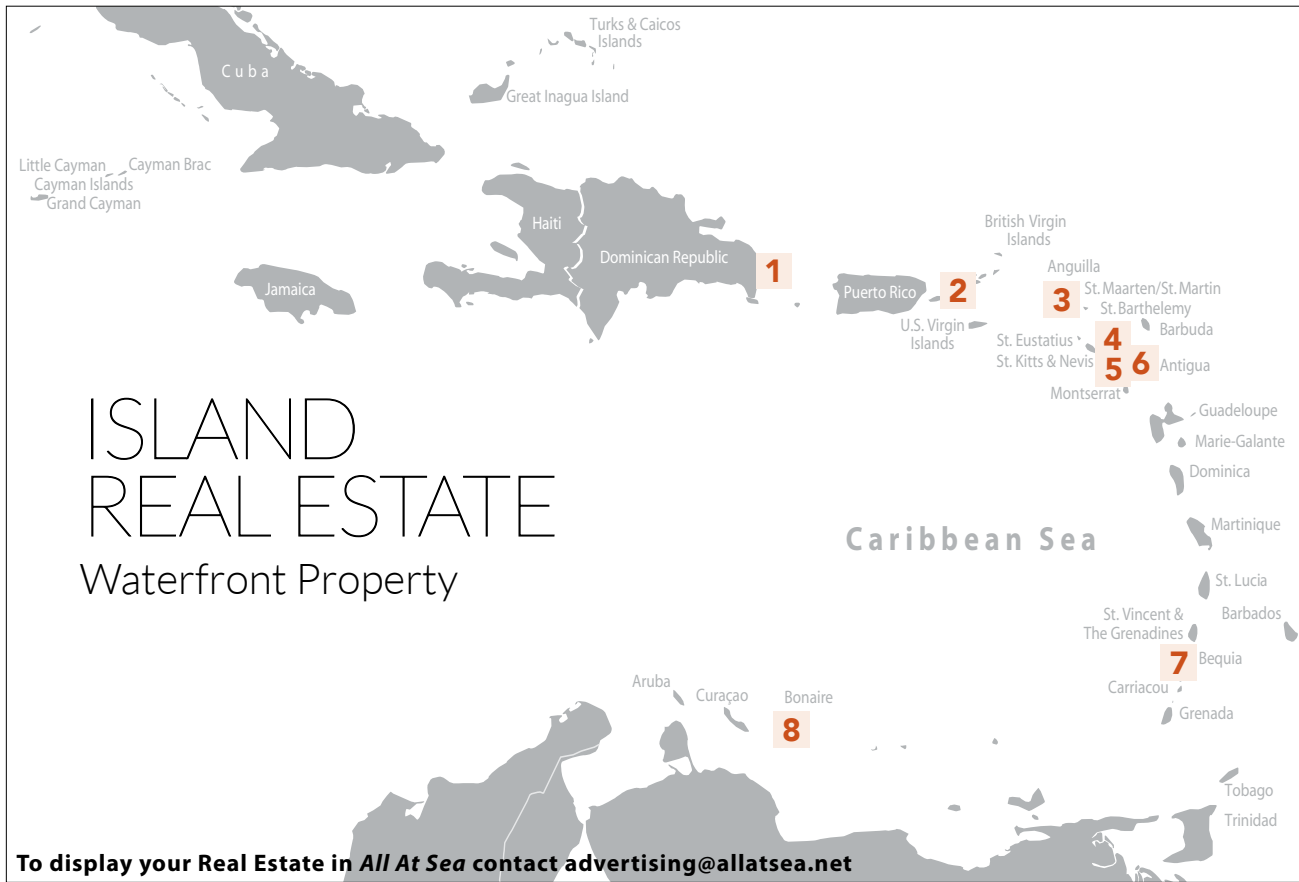 Turks & Caicos
Islands
Cuba
Great Inagua Island
Little Cayman
Cayman Brac
Cayman Islands
Grand Cayman
Haiti
Dominican Republic
1
Jamaica
Puerto Rico
2
British Virgin
Islands
U.S. Virgin
Islands
Anguilla
3
St. Maarten/St. Martin
St. Barthelemy
Barbuda
St. Eustatius
4
St. Kitts & Nevis
5
6
Antigua
Montserrat
Guadeloupe
Marie-Galante
Dominica
ISLAND
REAL ESTATE
Waterfront Property
Caribbean Sea
Martinique
St. Lucia
St. Vincent &
The Grenadines
Barbados
7
Bequia
Carriacou
Grenada
Aruba
Curaçao
Bonaire
8
Tobago
Trinidad
To display your Real Estate in All At Sea contact advertising@allatsea.net